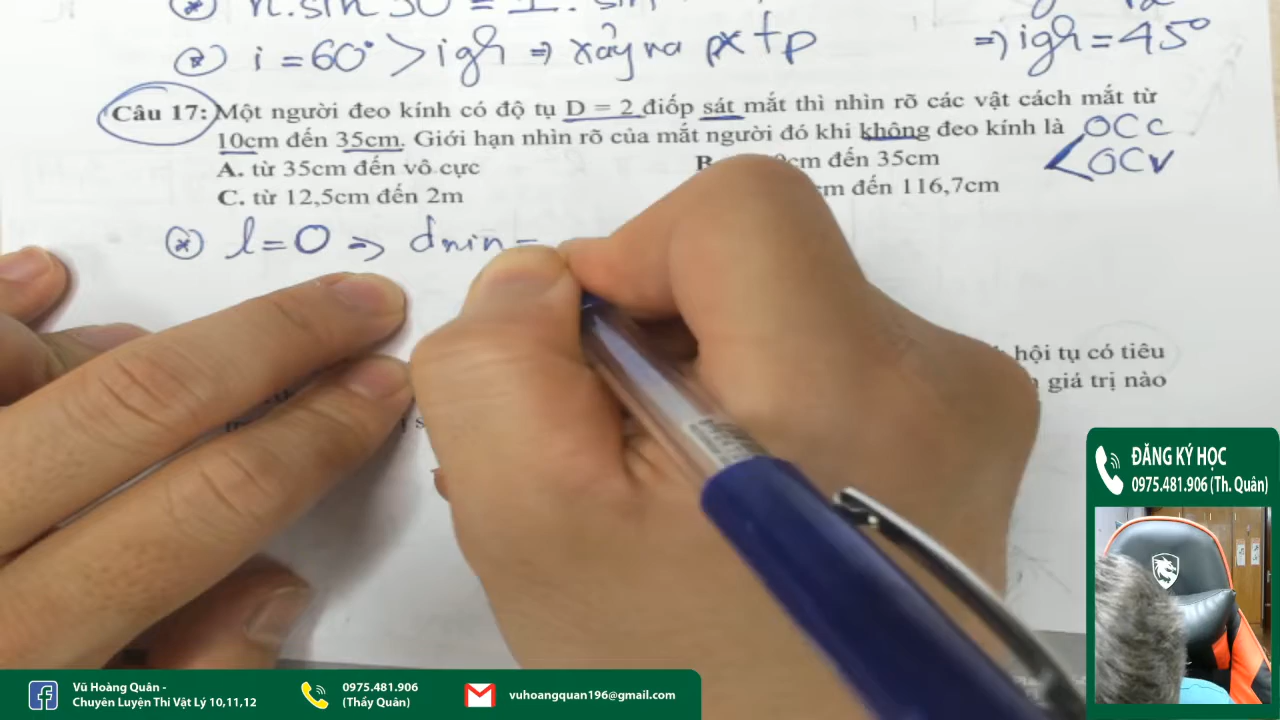 i = 60° > igh ⇒ xảy ra px tp
⇒ igh = 45°
Câu 17: Một người đeo kính có độ tụ D = 2 điốp sát mắt thì nhìn rõ các vật cách mắt từ
10cm đến 35cm. Giới hạn nhìn rõ của mắt người đó khi không đeo kính là
OCc
OCv
A. từ 35cm đến vô cực
B. cm đến 35cm
C. từ 12,5cm đến 2m
cm đến 116,7cm
l = 0 ⇒ dmin =
hội tụ có tiêu
giá trị nào
ĐĂNG KÝ HỌC
0975.481.906 (Th. Quân)
Vũ Hoàng Quân -
Chuyên Luyện Thi Vật Lý 10,11,12
0975.481.906
(Thầy Quân)
vuhoangquan196@gmail.com